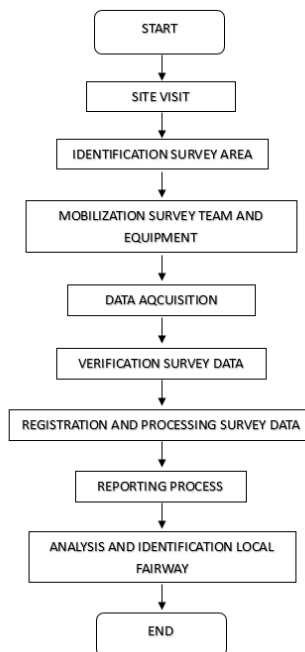 START
SITE VISIT
IDENTIFICATION SURVEY AREA
MOBILIZATION SURVEY TEAM AND
EQUIPMENT
DATA AQCUISITION
VERIFICATION SURVEY DATA
REGISTRATION AND PROCESSING SURVEY DATA
REPORTING PROCESS
ANALYSIS AND IDENTIFICATION LOCAL
FAIRWAY
END